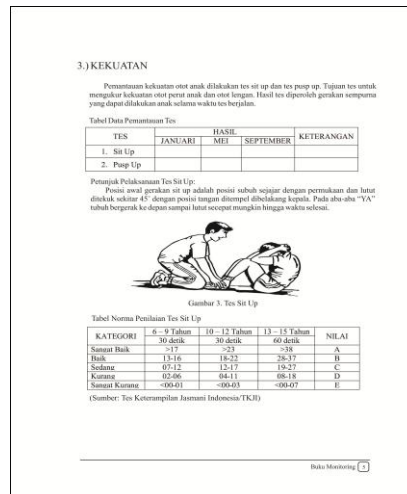 3.) KEKUATAN
Pemantauan kekuatan otot anak dilakukan tes sit up dan tes pusp up. Tujuan tes untuk
mengukur kekuatan otot perut anak dan otot lengan. Hasil tes diperoleh gerakan sempurna
yang dapat dilakukan anak selama waktu tes berjalan.
Tabel Data Pemantauan Tes
TES HASIL KETERANGAN
JANUARI MEI SEPTEMBER
1. Sit Up
2. Pusp Up
Petunjuk Pelaksanaan Tes Sit Up:
Posisi awal gerakan sit up adalah posisi subuh sejajar dengan permukaan dan lutut
ditekuk sekitar 45° dengan posisi tangan ditempel dibelakang kepala. Pada aba-aba “YA”
tubuh bergerak ke depan sampai lutut secepat mungkin hingga waktu selesai.
Gambar 3. Tes Sit Up
Tabel Norma Penilaian Tes Sit Up
KATEGORI 6 – 9 Tahun 10 – 12 Tahun 13 – 15 Tahun NILAI
30 detik 30 detik 60 detik
Sangat Baik >17 >23 >38 A
Baik 13-16 18-22 28-37 B
Sedang 07-12 12-17 19-27 C
Kurang 02-06 04-11 08-18 D
Sangat Kurang <00-01 <00-03 <00-07 E
(Sumber: Tes Keterampilan Jasmani Indonesia/TKJI)
Buku Monitoring 5